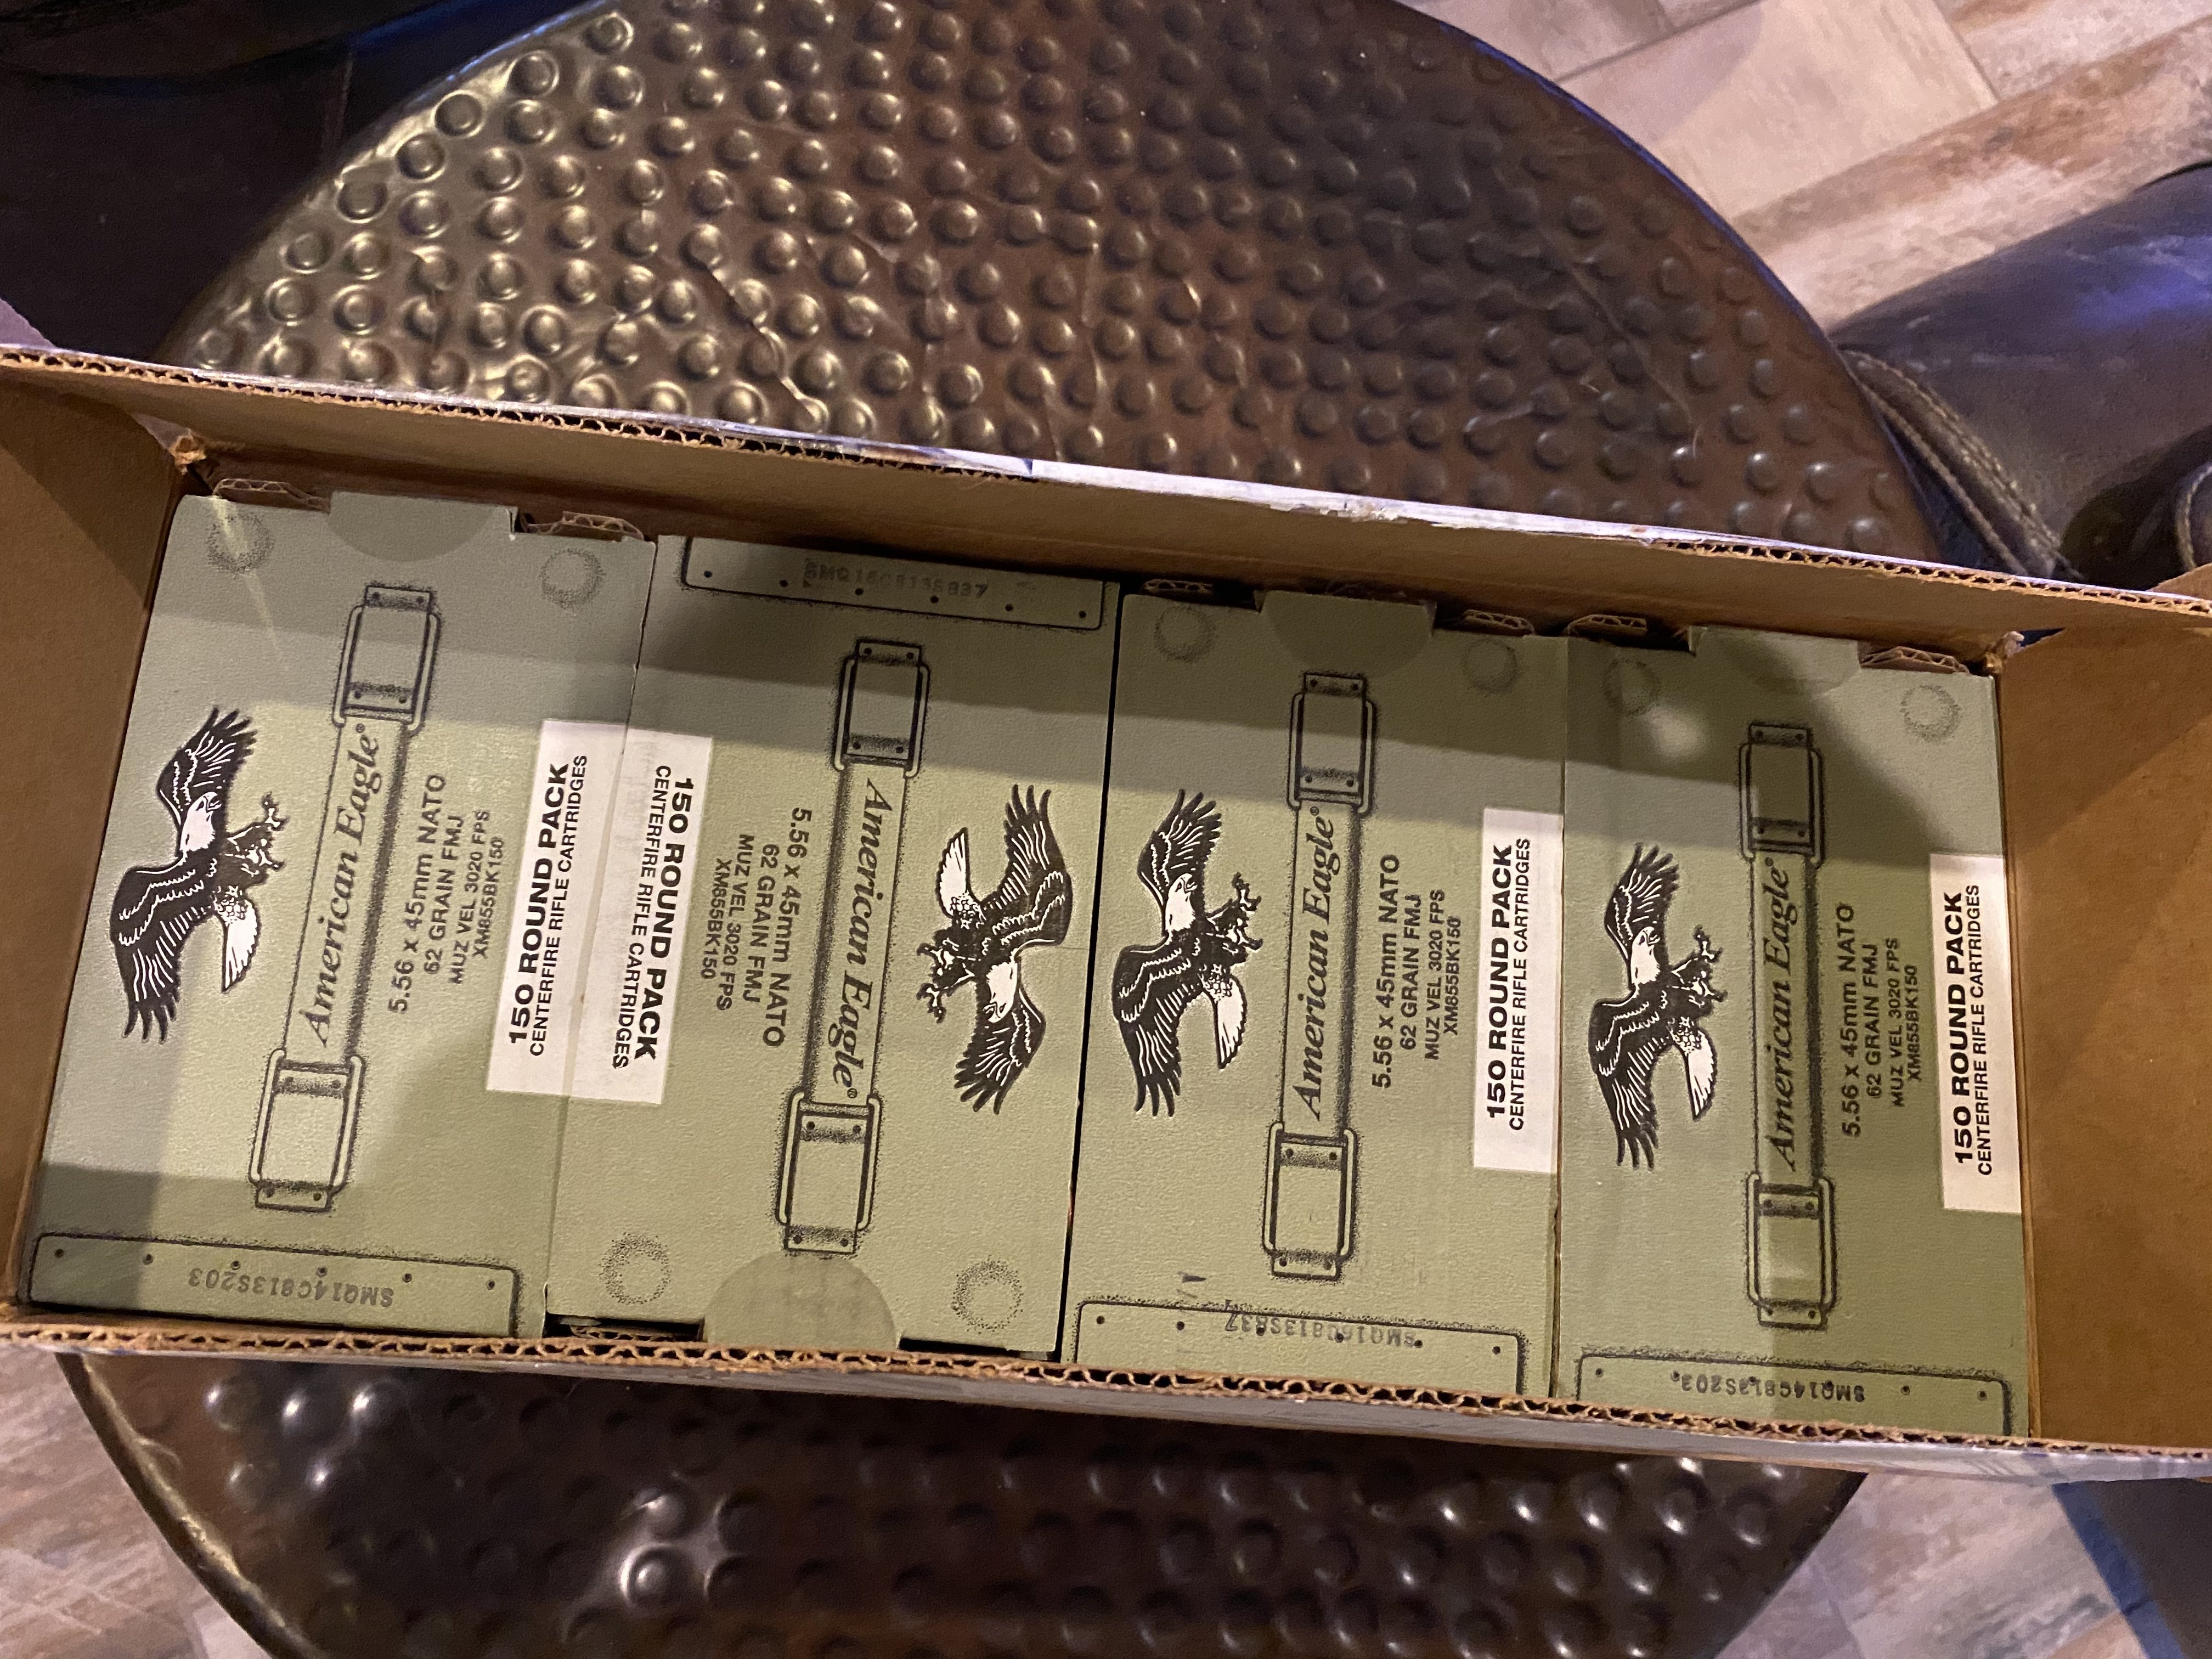 American Eagle®
5.56 x 45mm NATO
62 GRAIN FMJ
MUZ VEL 3020 FPS
XM855BK150
150 ROUND PACK
CENTERFIRE RIFLE CARTRIDGES
SMQ14C813S203
American Eagle®
5.56 x 45mm NATO
62 GRAIN FMJ
MUZ VEL 3020 FPS
XM855BK150
150 ROUND PACK
CENTERFIRE RIFLE CARTRIDGES
American Eagle®
5.56 x 45mm NATO
62 GRAIN FMJ
MUZ VEL 3020 FPS
XM855BK150
150 ROUND PACK
CENTERFIRE RIFLE CARTRIDGES
American Eagle®
5.56 x 45mm NATO
62 GRAIN FMJ
MUZ VEL 3020 FPS
XM855BK150
150 ROUND PACK
CENTERFIRE RIFLE CARTRIDGES
SMQ14C813S203